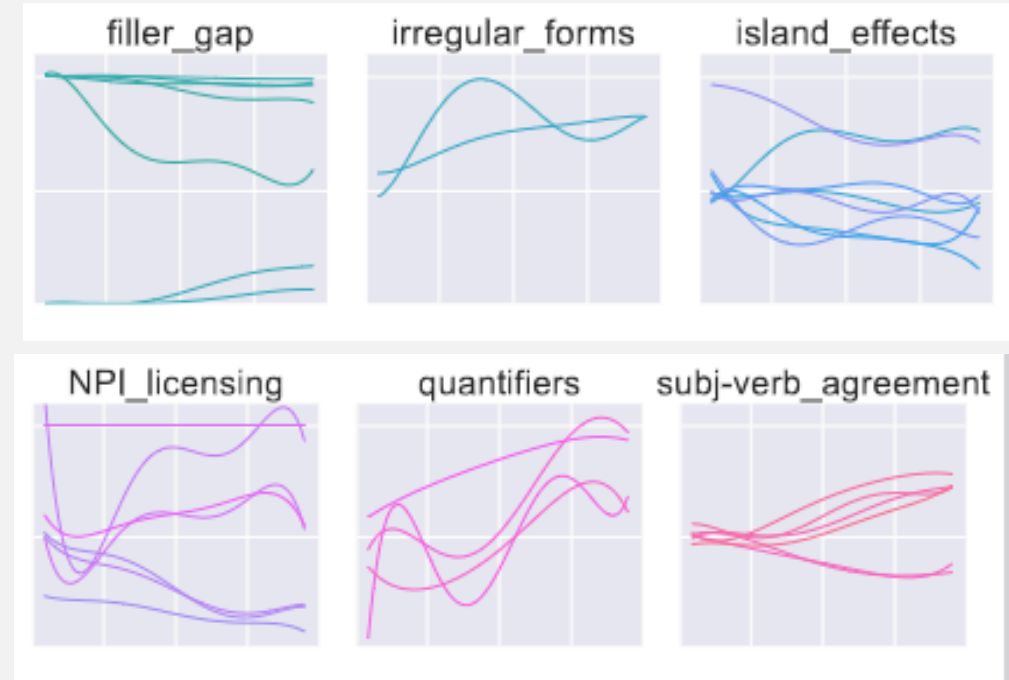 filler_gap irregular_forms island_effects
NPI_licensing quantifiers subj-verb_agreement